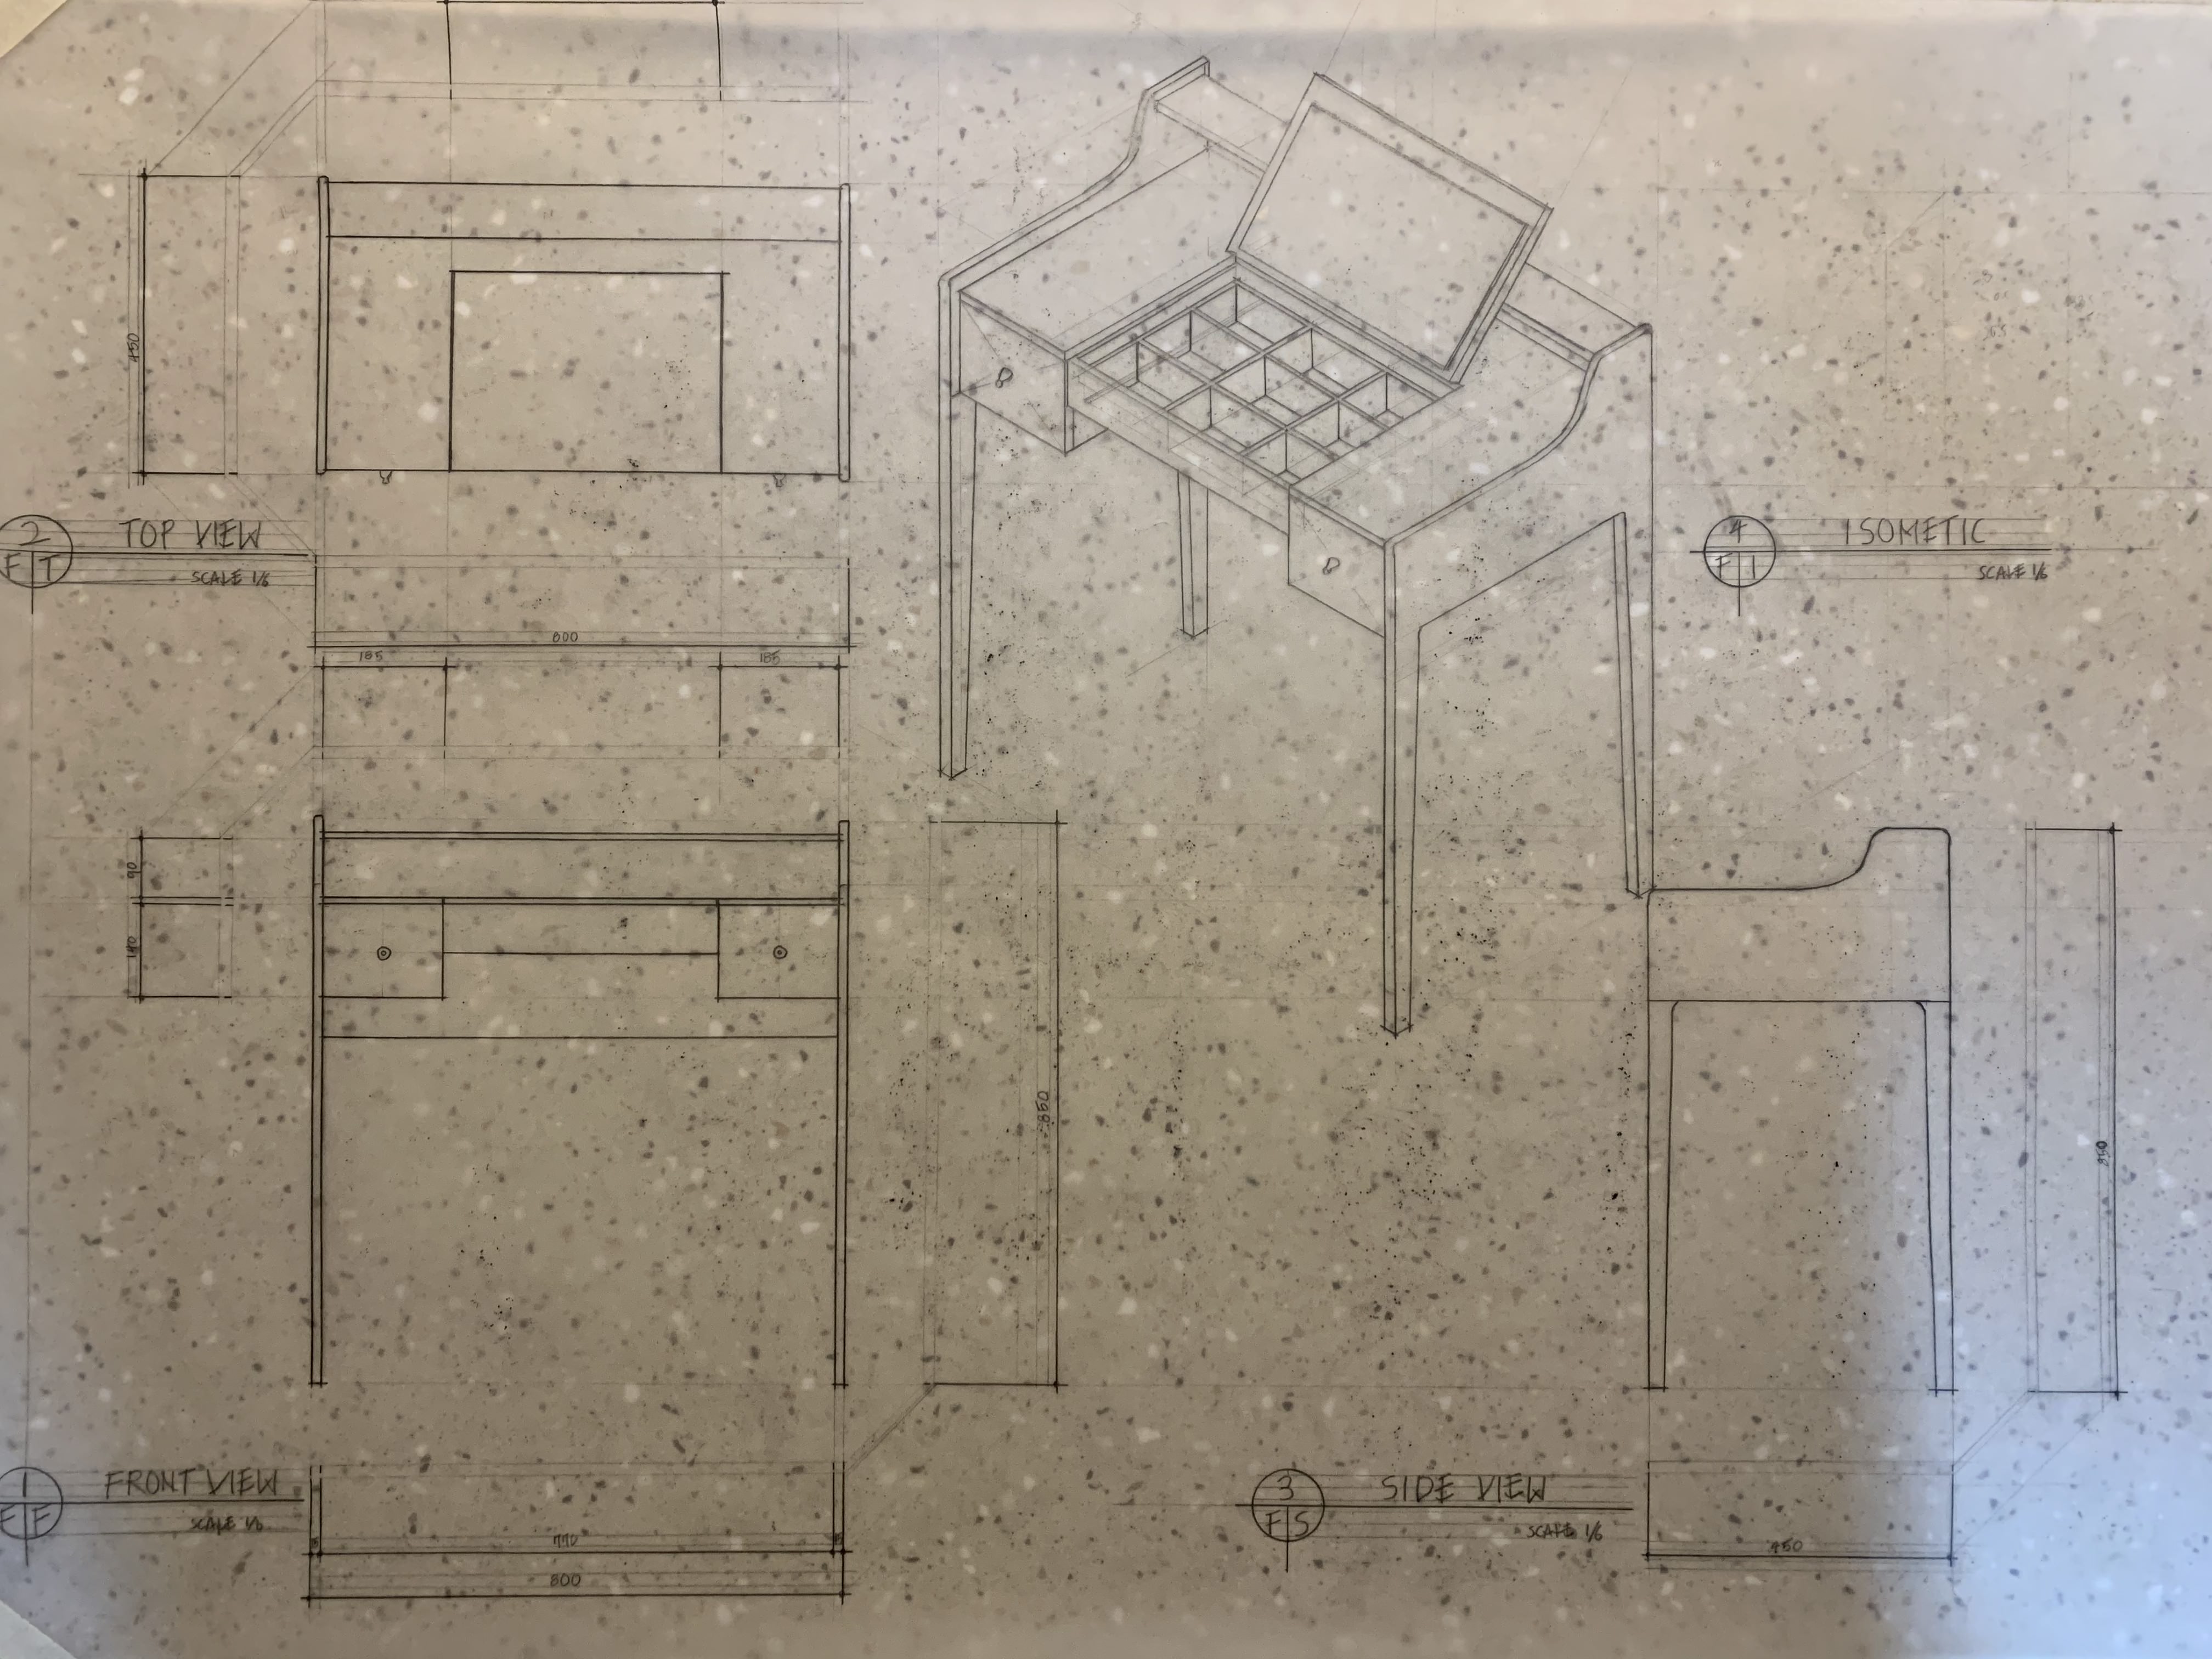 450
2
TOP VIEW
F T
SCALE 1/6
800
185
185
4
ISOMETIC
F I
SCALE 1/6
90
140
850
850
1
FRONT VIEW
F F
SCALE 1/6
770
800
3
SIDE VIEW
F S
SCALE 1/6
450